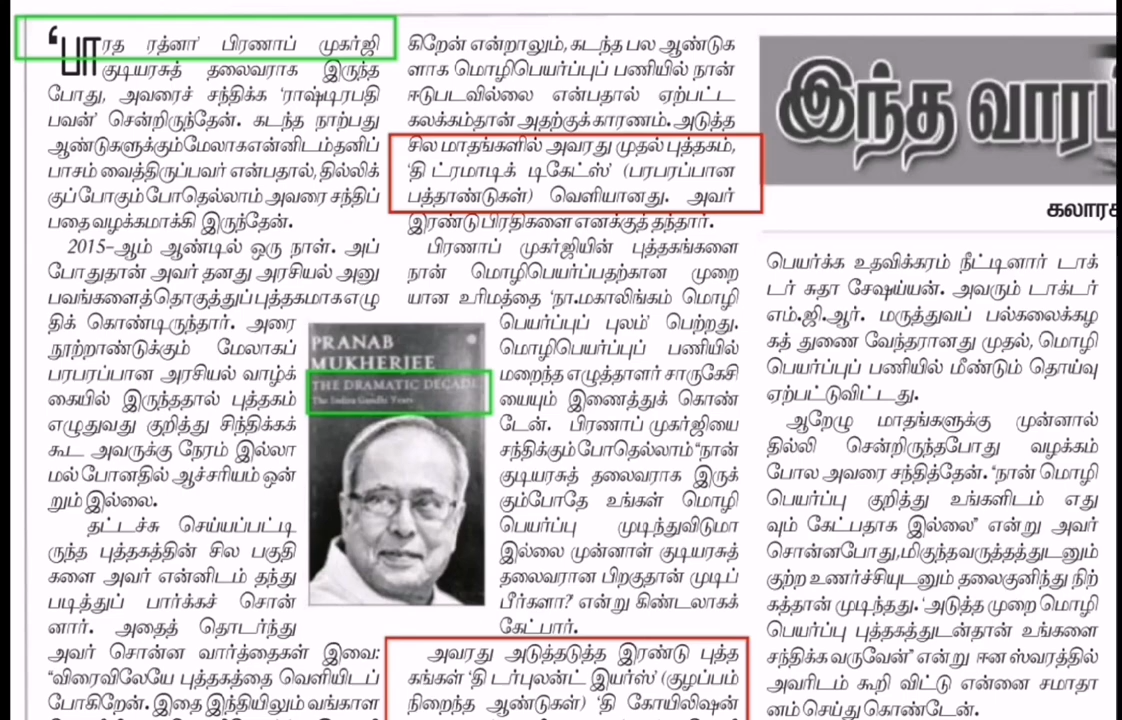 ‘பாரத ரத்னா’ பிரணாப் முகர்ஜி
குடியரசுத் தலைவராக இருந்த
போது, அவரைச் சந்திக்க ‘ராஷ்டிரபதி
பவன்’ சென்றிருந்தேன். கடந்த நாற்பது
ஆண்டுகளுக்கும்மேலாகஎன்னிடம்தனிப்
பாசம் வைத்திருப்பவர் என்பதால்,தில்லிக்
குப்போகும்போதெல்லாம் அவரை சந்திப்
பதை வழக்கமாக்கி இருந்தேன்.
2015-ஆம் ஆண்டில் ஒரு நாள். அப்
போதுதான் அவர் தனது அரசியல் அனு
பவங்களைத்தொகுத்துப்புத்தகமாகஎழு
திக் கொண்டிருந்தார். அரை
நூற்றாண்டுக்கும் மேலாகப்
பரபரப்பான அரசியல் வாழ்க்
கையில் இருந்ததால் புத்தகம்
எழுதுவது குறித்து சிந்திக்கக்
கூட அவருக்கு நேரம் இல்லா
மல் போனதில் ஆச்சரியம் ஒன்
றும் இல்லை.
தட்டச்சு செய்யப்பட்டி
ருந்த புத்தகத்தின் சில பகுதி
களை அவர் என்னிடம் தந்து
படித்துப் பார்க்கச் சொன்
னார். அதைத் தொடர்ந்து
அவர் சொன்ன வார்த்தைகள் இவை:
“விரைவிலேயே புத்தகத்தை வெளியிடப்
போகிறேன். இதை இந்தியிலும் வங்காள
கிறேன் என்றாலும், கடந்த பல ஆண்டுக
ளாக மொழிபெயர்ப்புப் பணியில் நான்
ஈடுபடவில்லை என்பதால் ஏற்பட்ட
கலக்கம்தான் அதற்குக் காரணம். அடுத்த
சில மாதங்களில் அவரது முதல் புத்தகம்,
‘தி ட்ரமாடிக் டிகேட்ஸ்’ (பரபரப்பான
பத்தாண்டுகள்) வெளியானது. அவர்
இரண்டு பிரதிகளை எனக்குத் தந்தார்.
பிரணாப் முகர்ஜியின் புத்தகங்களை
நான் மொழிபெயர்ப்பதற்கான முறை
யான உரிமத்தை ‘நா.மகாலிங்கம் மொழி
பெயர்ப்புப் புலம்’ பெற்றது.
மொழிபெயர்ப்புப் பணியில்
மறைந்த எழுத்தாளர் சாருகேசி
யையும் இணைத்துக் கொண்
டேன். பிரணாப் முகர்ஜியை
சந்திக்கும்போதெல்லாம் “நான்
குடியரசுத் தலைவராக இருக்
கும்போதே உங்கள் மொழி
பெயர்ப்பு முடிந்துவிடுமா
இல்லை முன்னாள் குடியரசுத்
தலைவரான பிறகுதான் முடிப்
பீர்களா?’ என்று கிண்டலாகக்
கேட்பார்.
அவரது அடுத்தடுத்த இரண்டு புத்த
கங்கள் ‘தி டர்புலன்ட் இயர்ஸ்’ (குழப்பம்
நிறைந்த ஆண்டுகள்) ‘தி கோயிலிஷன்
PRANAB
MUKHERJEE
THE DRAMATIC DECADE
The Indira Gandhi Years
இந்த வாரம்
கலாரச
பெயர்க்க உதவிக்கரம் நீட்டினார் டாக்
டர் சுதா சேஷய்யன். அவரும் டாக்டர்
எம்.ஜி.ஆர். மருத்துவப் பல்கலைக்கழ
கத் துணை வேந்தரானது முதல், மொழி
பெயர்ப்புப் பணியில் மீண்டும் தொய்வு
ஏற்பட்டுவிட்டது.
ஆறேழு மாதங்களுக்கு முன்னால்
தில்லி சென்றிருந்தபோது வழக்கம்
போல அவரை சந்தித்தேன். “நான் மொழி
பெயர்ப்பு குறித்து உங்களிடம் எது
வும் கேட்பதாக இல்லை” என்று அவர்
சொன்னபோது,மிகுந்தவருத்தத்துடனும்
குற்ற உணர்ச்சியுடனும் தலைகுனிந்து நிற்
கத்தான் முடிந்தது. “அடுத்த முறை மொழி
பெயர்ப்பு புத்தகத்துடன்தான் உங்களை
சந்திக்க வருவேன்” என்று ஈன ஸ்வரத்தில்
அவரிடம் கூறி விட்டு என்னை சமாதா
னம் செய்து கொண்டேன்.